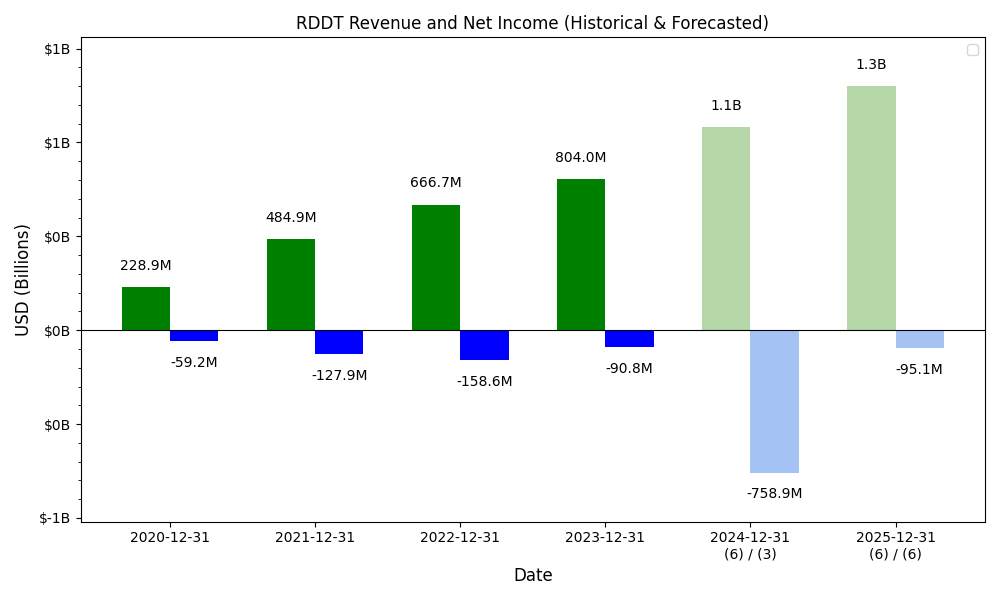 RDDT Revenue and Net Income (Historical & Forecasted)
USD (Billions)
$1B
$1B
$0B
$0B
$0B
$-1B
228.9M
484.9M
666.7M
804.0M
1.1B
1.3B
-59.2M
-127.9M
-158.6M
-90.8M
-758.9M
-95.1M
2020-12-31
2021-12-31
2022-12-31
2023-12-31
2024-12-31
(6) / (3)
2025-12-31
(6) / (6)
Date